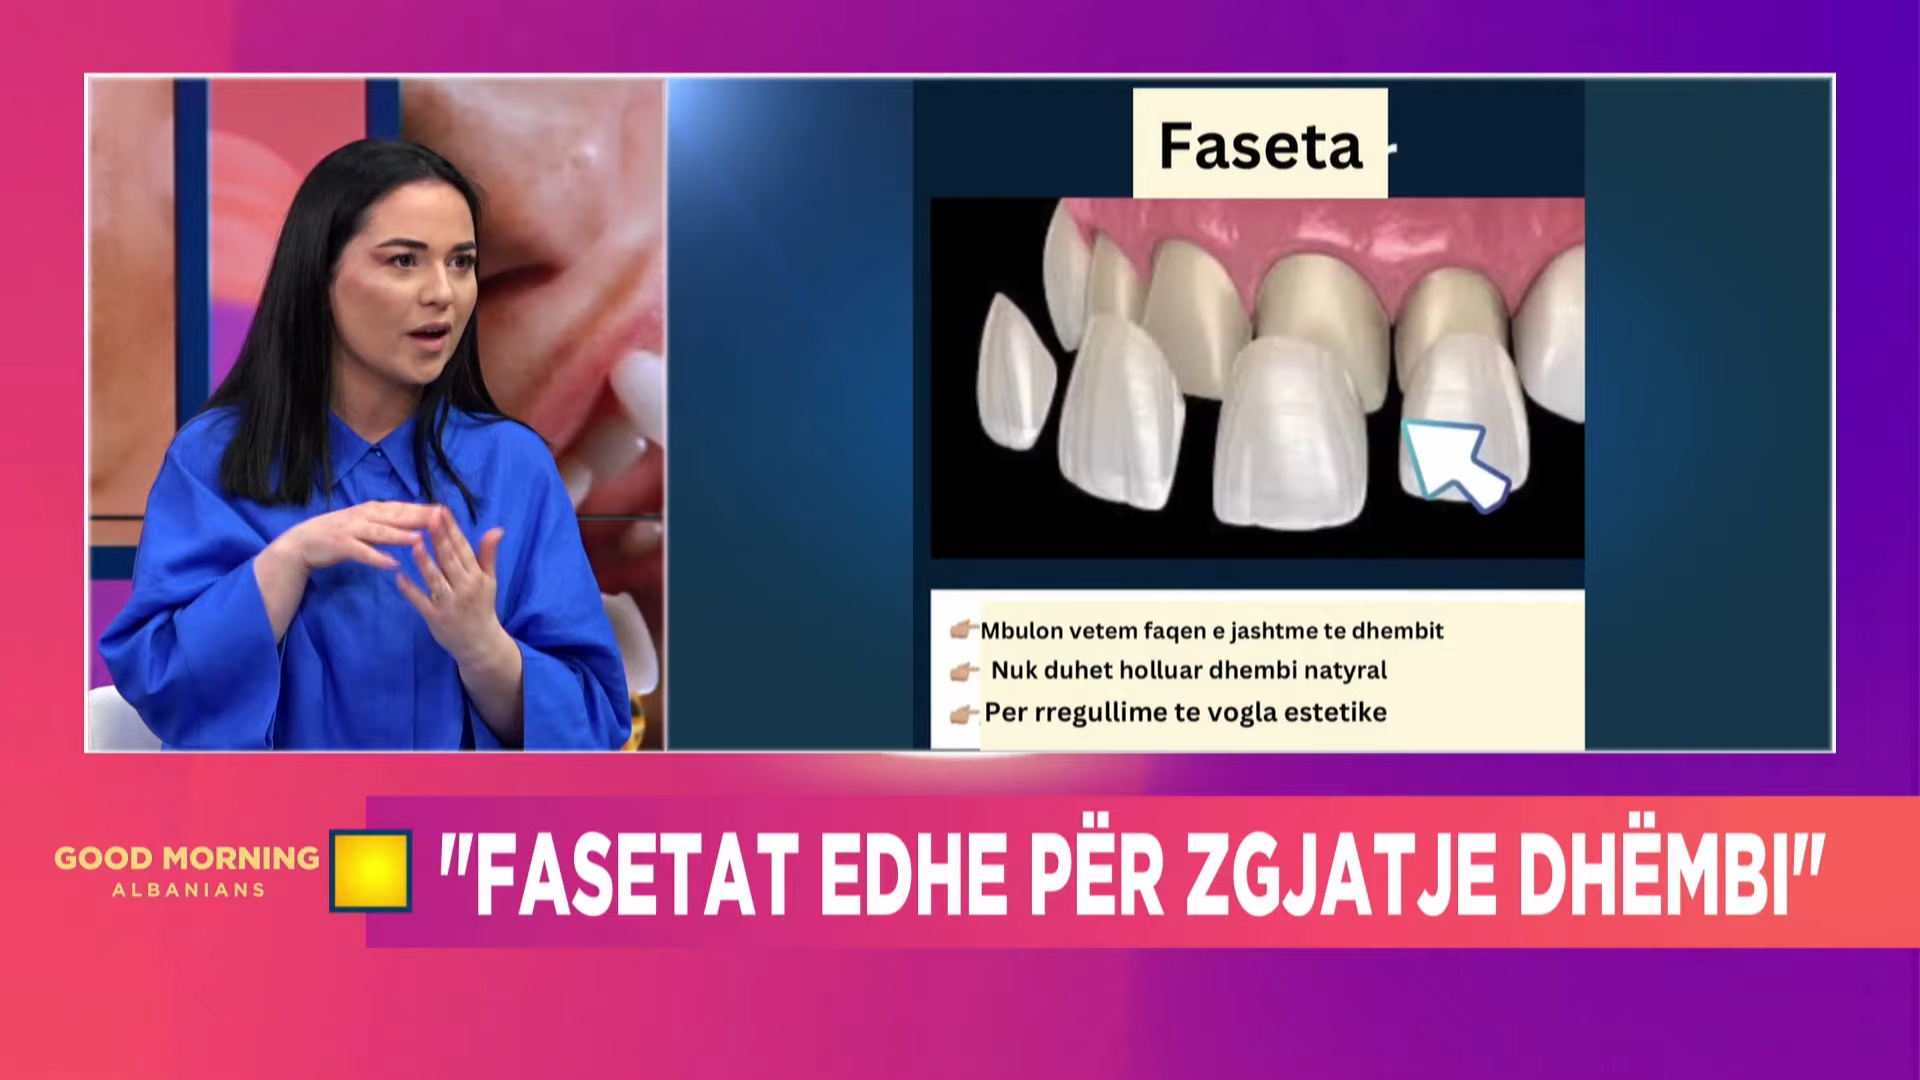 Faseta
Mbulon vetem faqen e jashtme te dhembit
Nuk duhet holluar dhembi natyral
Per rregullime te vogla estetike
GOOD MORNING
ALBANIANS
"FASETAT EDHE PËR ZGJATJE DHËMBI"